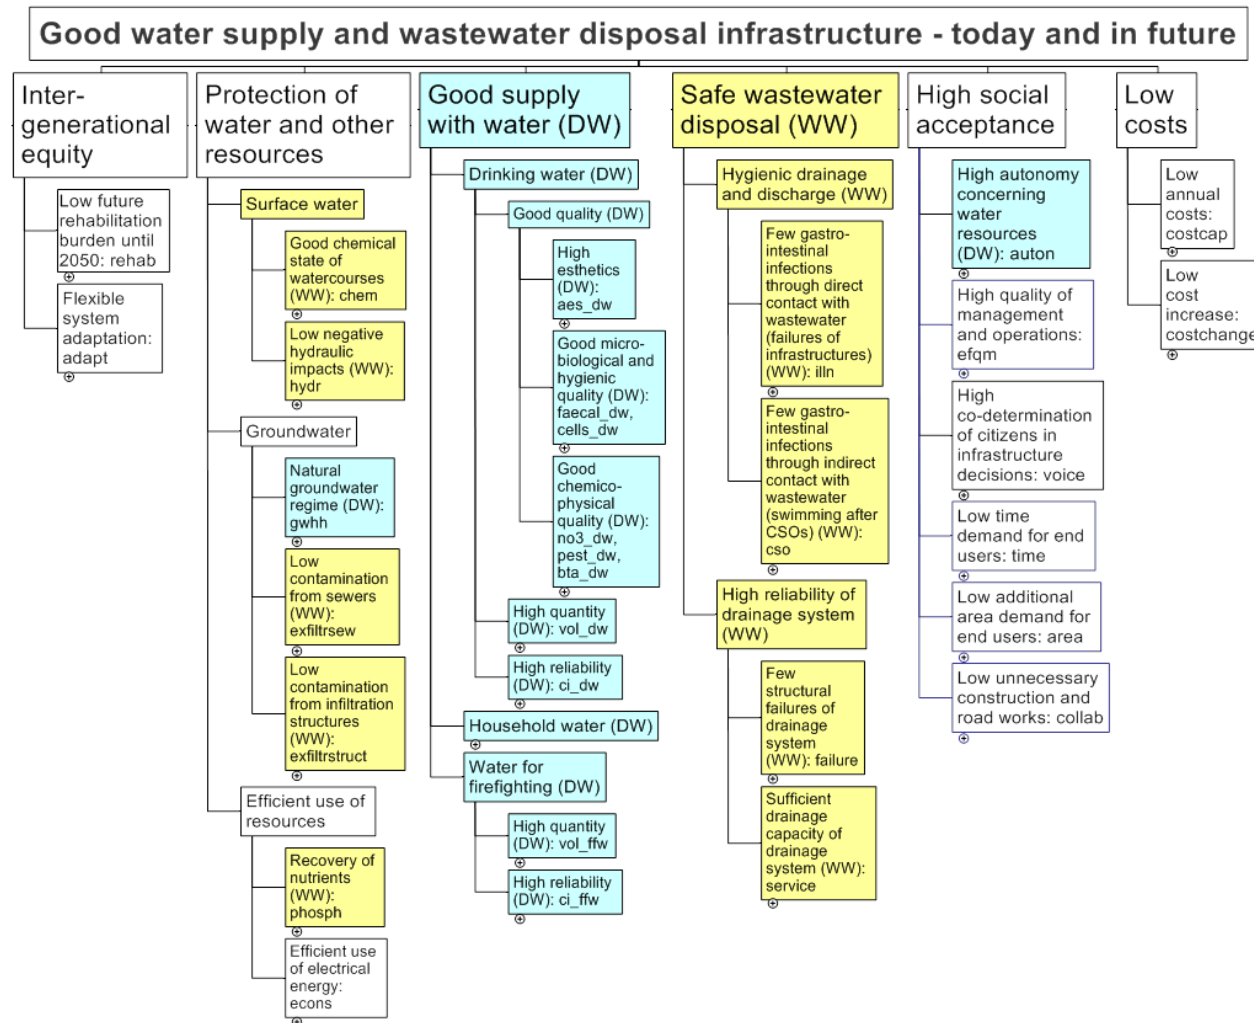 Good water supply and wastewater disposal infrastructure - today and in future
Inter-
generational
equity
Low future
rehabilitation
burden until
2050: rehab
Flexible
system
adaptation:
adapt
Protection of
water and other
resources
Surface water
Good chemical
state of
watercourses
(WW): chem
Low negative
hydraulic
impacts (WW):
hydr
Groundwater
Natural
groundwater
regime (DW):
gwhh
Low
contamination
from sewers
(WW):
exfiltrsew
Low
contamination
from infiltration
structures
(WW):
exfiltrstruct
Efficient use of
resources
Recovery of
nutrients
(WW):
phosph
Efficient use
of electrical
energy:
econs
Good supply
with water (DW)
Drinking water (DW)
Good quality (DW)
High
esthetics
(DW):
aes_dw
Good micro-
biological and
hygienic
quality (DW):
faecal_dw,
cells_dw
Good
chemico-
physical
quality (DW):
no3_dw,
pest_dw,
bta_dw
High quantity
(DW): vol_dw
High reliability
(DW): ci_dw
Household water (DW)
Water for
firefighting (DW)
High quantity
(DW): vol_ffw
High reliability
(DW): ci_ffw
Safe wastewater
disposal (WW)
Hygienic drainage
and discharge (WW)
Few gastro-
intestinal
infections
through direct
contact with
wastewater
(failures of
infrastructures)
(WW): illn
Few gastro-
intestinal
infections
through indirect
contact with
wastewater
(swimming after
CSOs) (WW):
cso
High reliability of
drainage system
(WW)
Few
structural
failures of
drainage
system
(WW): failure
Sufficient
drainage
capacity of
drainage
system (WW):
service
High social
acceptance
High autonomy
concerning
water
resources
(DW): auton
High quality of
management
and operations:
efqm
High
co-determination
of citizens in
infrastructure
decisions: voice
Low time
demand for end
users: time
Low additional
area demand for
end users: area
Low unnecessary
construction and
road works: collab
Low
costs
Low
annual
costs:
costcap
Low
cost
increase:
costchange